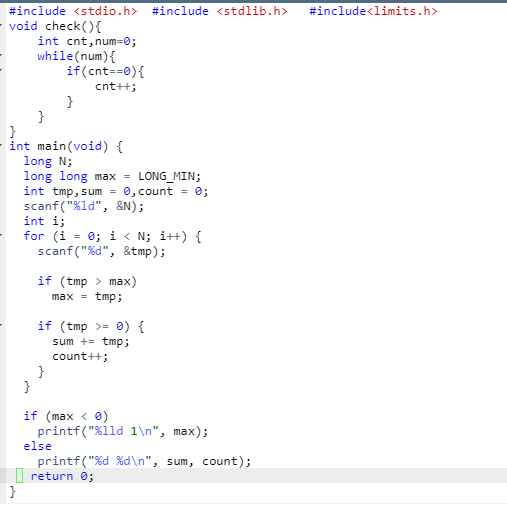 #include <stdio.h>  #include <stdlib.h>   #include<limits.h>
void check(){
    int cnt,num=0;
    while(num){
        if(cnt==0){
            cnt++;
        }
    }
}
int main(void) {
  long N;
  long long max = LONG_MIN;
  int tmp,sum = 0,count = 0;
  scanf("%ld", &N);
  int i;
  for (i = 0; i < N; i++) {
    scanf("%d", &tmp);

    if (tmp > max)
      max = tmp;

    if (tmp >= 0) {
      sum += tmp;
      count++;
    }
  }

  if (max < 0)
    printf("%lld 1\n", max);
  else
    printf("%d %d\n", sum, count);
   return 0;
}